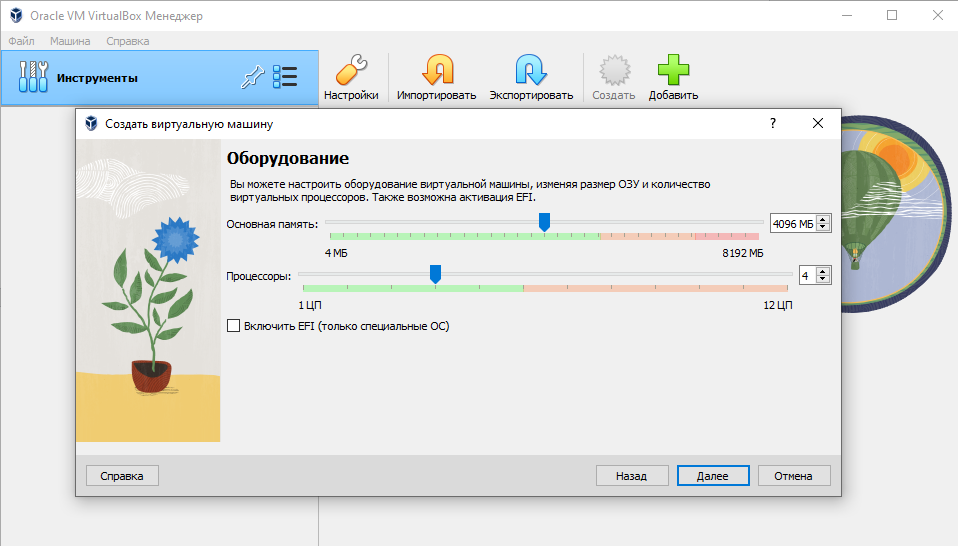 Oracle VM VirtualBox Менеджер
Файл Машина Справка
Инструменты
Настройки Импортировать Экспортировать Создать Добавить
Создать виртуальную машину
?
Оборудование
Вы можете настроить оборудование виртуальной машины, изменяя размер ОЗУ и количество
виртуальных процессоров. Также возможна активация EFI.
Основная память: 4096 МБ
4 МБ 8192 МБ
Процессоры: 4
1 ЦП 12 ЦП
Включить EFI (только специальные ОС)
Справка Назад Далее Отмена